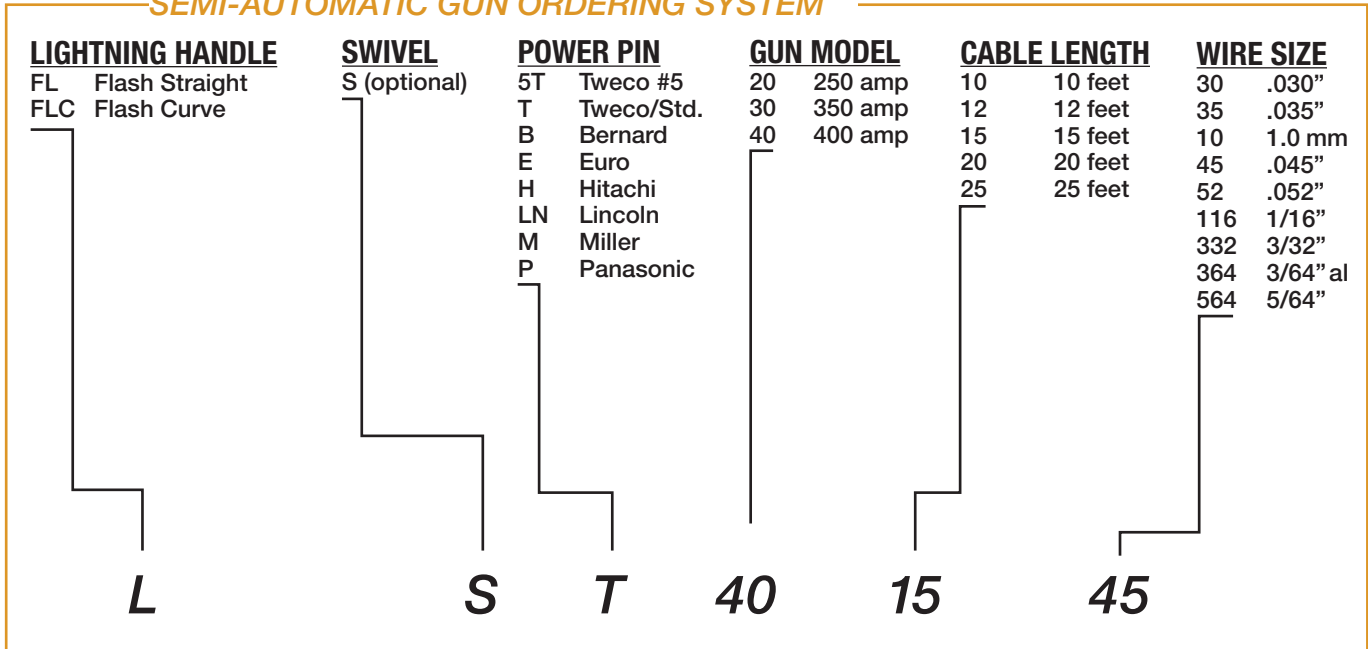 SEMI-AUTOMATIC GUN ORDERING SYSTEM
LIGHTNING HANDLE
FL Flash Straight
FLC Flash Curve
SWIVEL
S (optional)
POWER PIN
5T Tweco #5
T Tweco/Std.
B Bernard
E Euro
H Hitachi
LN Lincoln
M Miller
P Panasonic
GUN MODEL
20 250 amp
30 350 amp
40 400 amp
CABLE LENGTH
10 10 feet
12 12 feet
15 15 feet
20 20 feet
25 25 feet
WIRE SIZE
30 .030”
35 .035”
10 1.0 mm
45 .045”
52 .052”
116 1/16”
332 3/32”
364 3/64” al
564 5/64”
L S T 40 15 45